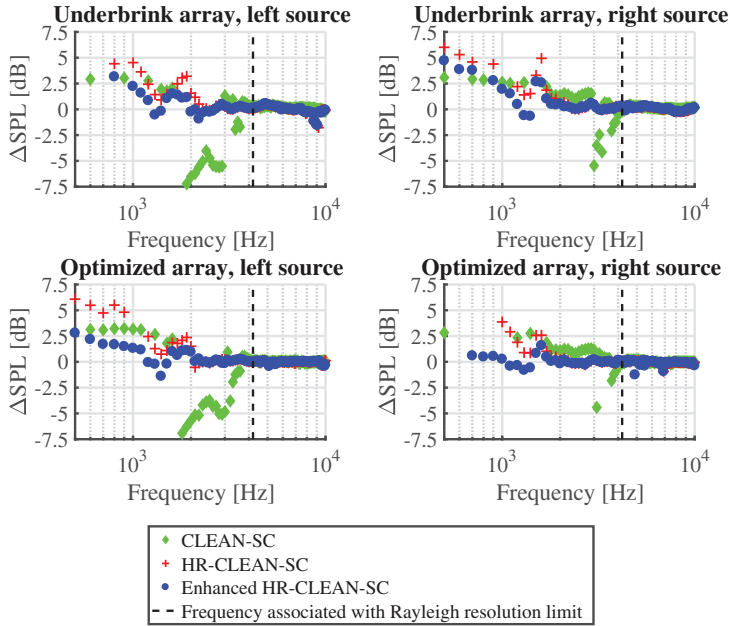 Underbrink array, left source
Underbrink array, right source
7.5
5
2.5
0
-2.5
-5
-7.5
ΔSPL [dB]
10^3
10^4
Frequency [Hz]
7.5
5
2.5
0
-2.5
-5
-7.5
ΔSPL [dB]
10^3
10^4
Frequency [Hz]
Optimized array, left source
Optimized array, right source
7.5
5
2.5
0
-2.5
-5
-7.5
ΔSPL [dB]
10^3
10^4
Frequency [Hz]
7.5
5
2.5
0
-2.5
-5
-7.5
ΔSPL [dB]
10^3
10^4
Frequency [Hz]
CLEAN-SC
HR-CLEAN-SC
Enhanced HR-CLEAN-SC
Frequency associated with Rayleigh resolution limit